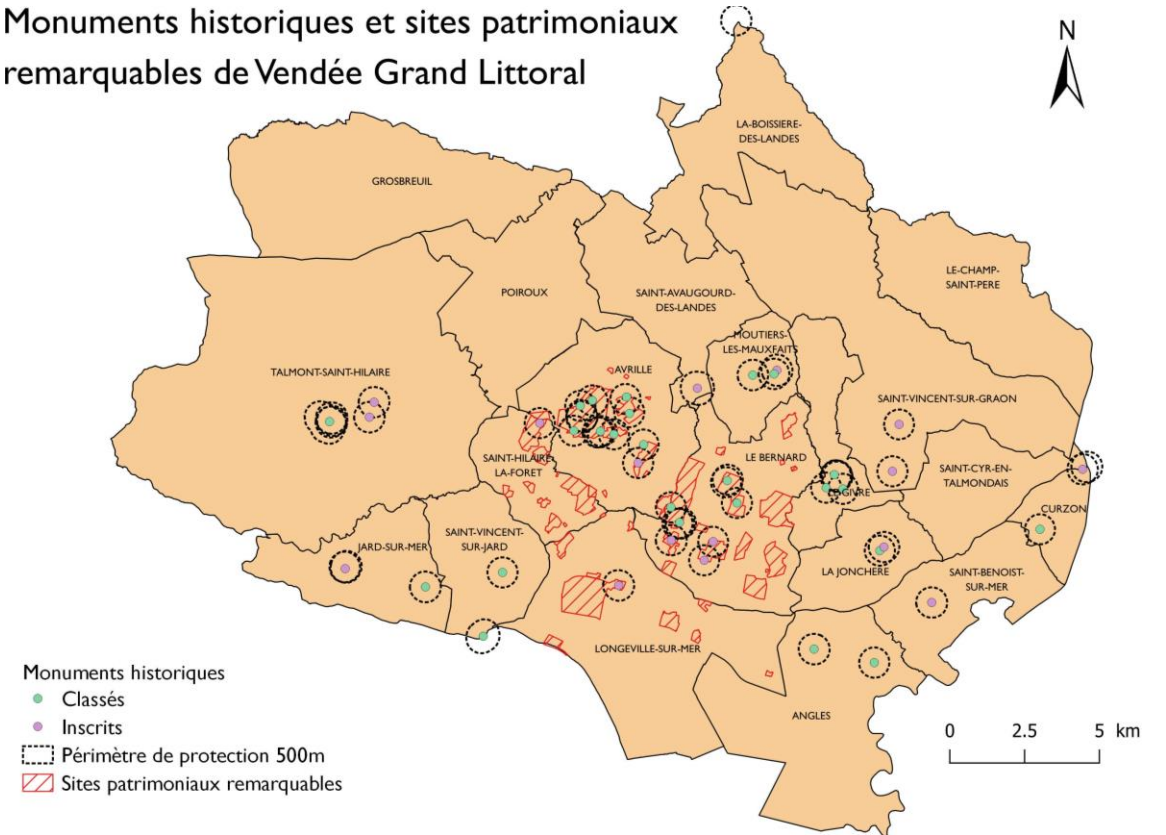 Monuments historiques et sites patrimoniaux
remarquables de Vendée Grand Littoral
N
LA-BOISSIERE-
DES-LANDES
GROSBREUIL
LE-CHAMP-
SAINT-PERE
POIROUX
SAINT-AVAUGOURD-
DES-LANDES
MOUTIERS-
LES-MAUXFAITS
TALMONT-SAINT-HILAIRE
AVRILLE
SAINT-VINCENT-SUR-GRAON
SAINT-HILAIRE-
LA-FORET
LE BERNARD
SAINT-CYR-EN-
TALMONDAIS
LE GIVRE
CURZON
JARD-SUR-MER
SAINT-VINCENT-
SUR-JARD
LA JONCHERE
SAINT-BENOIST-
SUR-MER
LONGEVILLE-SUR-MER
ANGLES
Monuments historiques
Classés
Inscrits
Périmètre de protection 500m
Sites patrimoniaux remarquables
0 2.5 5 km